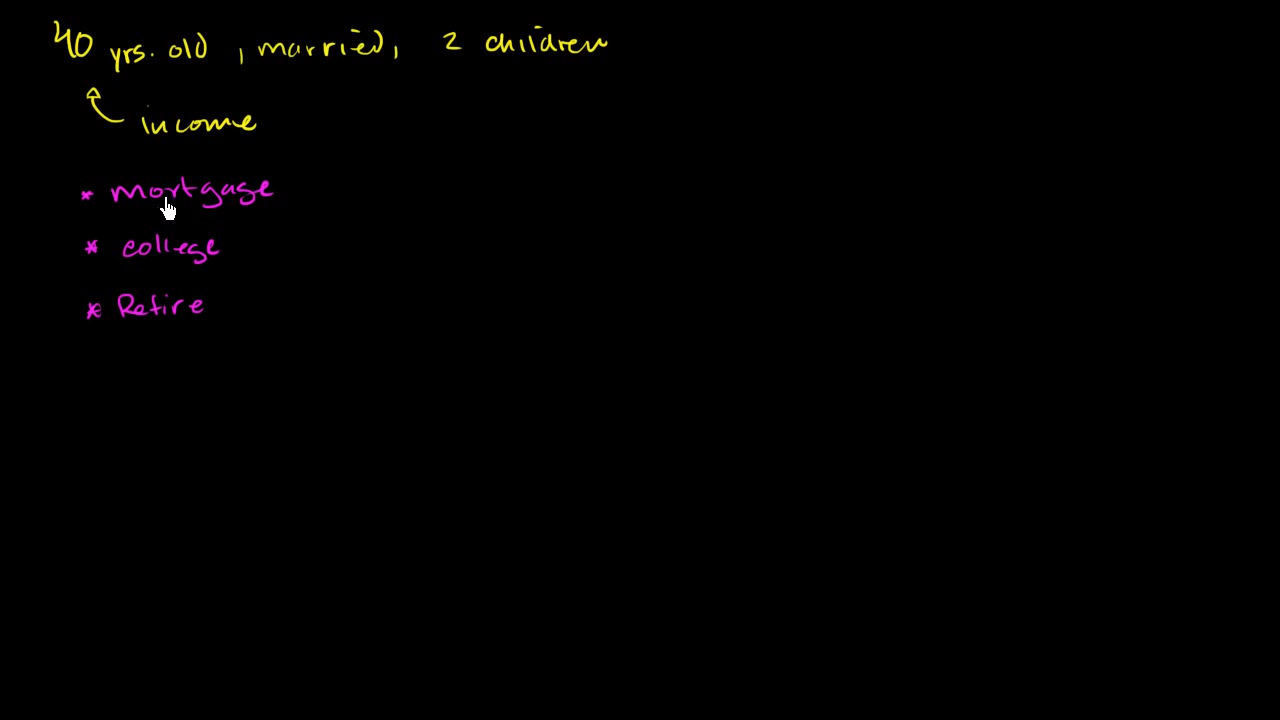 40 yrs. old, married, 2 children
income
* mortgage
* college
* Retire